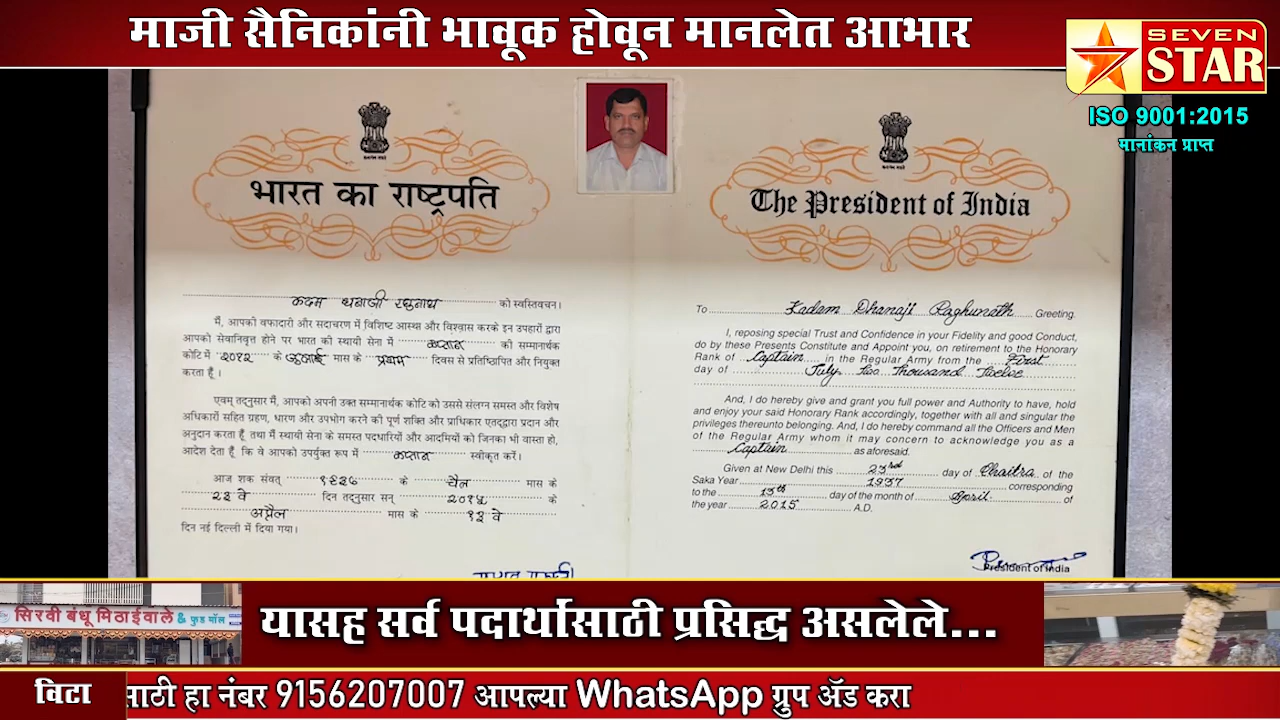 माजी सैनिकांनी भावूक होवून मानलेत आभार
SEVEN
STAR
ISO 9001:2015
मानांकन प्राप्त
भारत का राष्ट्रपति
कदम धनाजी रघुनाथ को स्वस्तिवचन।
मैं, आपकी वफादारी और सदाचरण में विशिष्ट आस्था और विश्वास करके इन उपहारों द्वारा
आपको सेवानिवृत्त होने पर भारत की स्थायी सेना में कप्तान की सम्मानार्थक
कोटि में २०१२ के जुलाई मास के प्रथम दिवस से प्रतिष्ठापित और नियुक्त
करता हूँ ।
एवम् तद्नुसार मैं, आपको अपनी उक्त सम्मानार्थक कोटि को उससे संलग्न समस्त और विशेष
अधिकारों सहित ग्रहण, धारण और उपभोग करने की पूर्ण शक्ति और प्राधिकार एतद्द्वारा प्रदान और
अनुदान करता हूँ तथा मैं स्थायी सेना के समस्त पदधारियों और आदमियों को जिनका भी वास्ता हो,
आदेश देता हूँ, कि वे आपको उपर्युक्त रूप में कप्तान स्वीकृत करें।
आज शक संवत् १९३७ के चैत्र मास के
२३ वे दिन तद्नुसार सन् २०१५ के
अप्रैल मास के १३ वे
दिन नई दिल्ली में दिया गया।
The President of India
To Kadam Dhanaji Raghunath Greeting.
I, reposing special Trust and Confidence in your Fidelity and good Conduct,
do by these Presents Constitute and Appoint you, on retirement to the Honorary
Rank of Captain in the Regular Army from the First
day of July Two Thousand Twelve
And, I do hereby give and grant you full power and Authority to have, hold
and enjoy your said Honorary Rank accordingly, together with all and singular the
privileges thereunto belonging. And, I do hereby command all the Officers and Men
of the Regular Army whom it may concern to acknowledge you as a
Captain as aforesaid.
Given at New Delhi this 23rd day of Chaitra of the
Saka Year 1937 corresponding
to the 13th day of the month of April of
the year 2015 A.D.
President of India
सिरवी बंधू मिठाईवाले & फुड मॉल
यासह सर्व पदार्थासाठी प्रसिद्ध असलेले...
विटा
साठी हा नंबर 9156207007 आपल्या WhatsApp ग्रुप ॲड करा